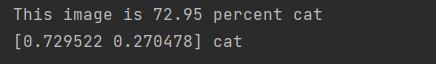 This image is 72.95 percent cat
[0.729522 0.270478] cat